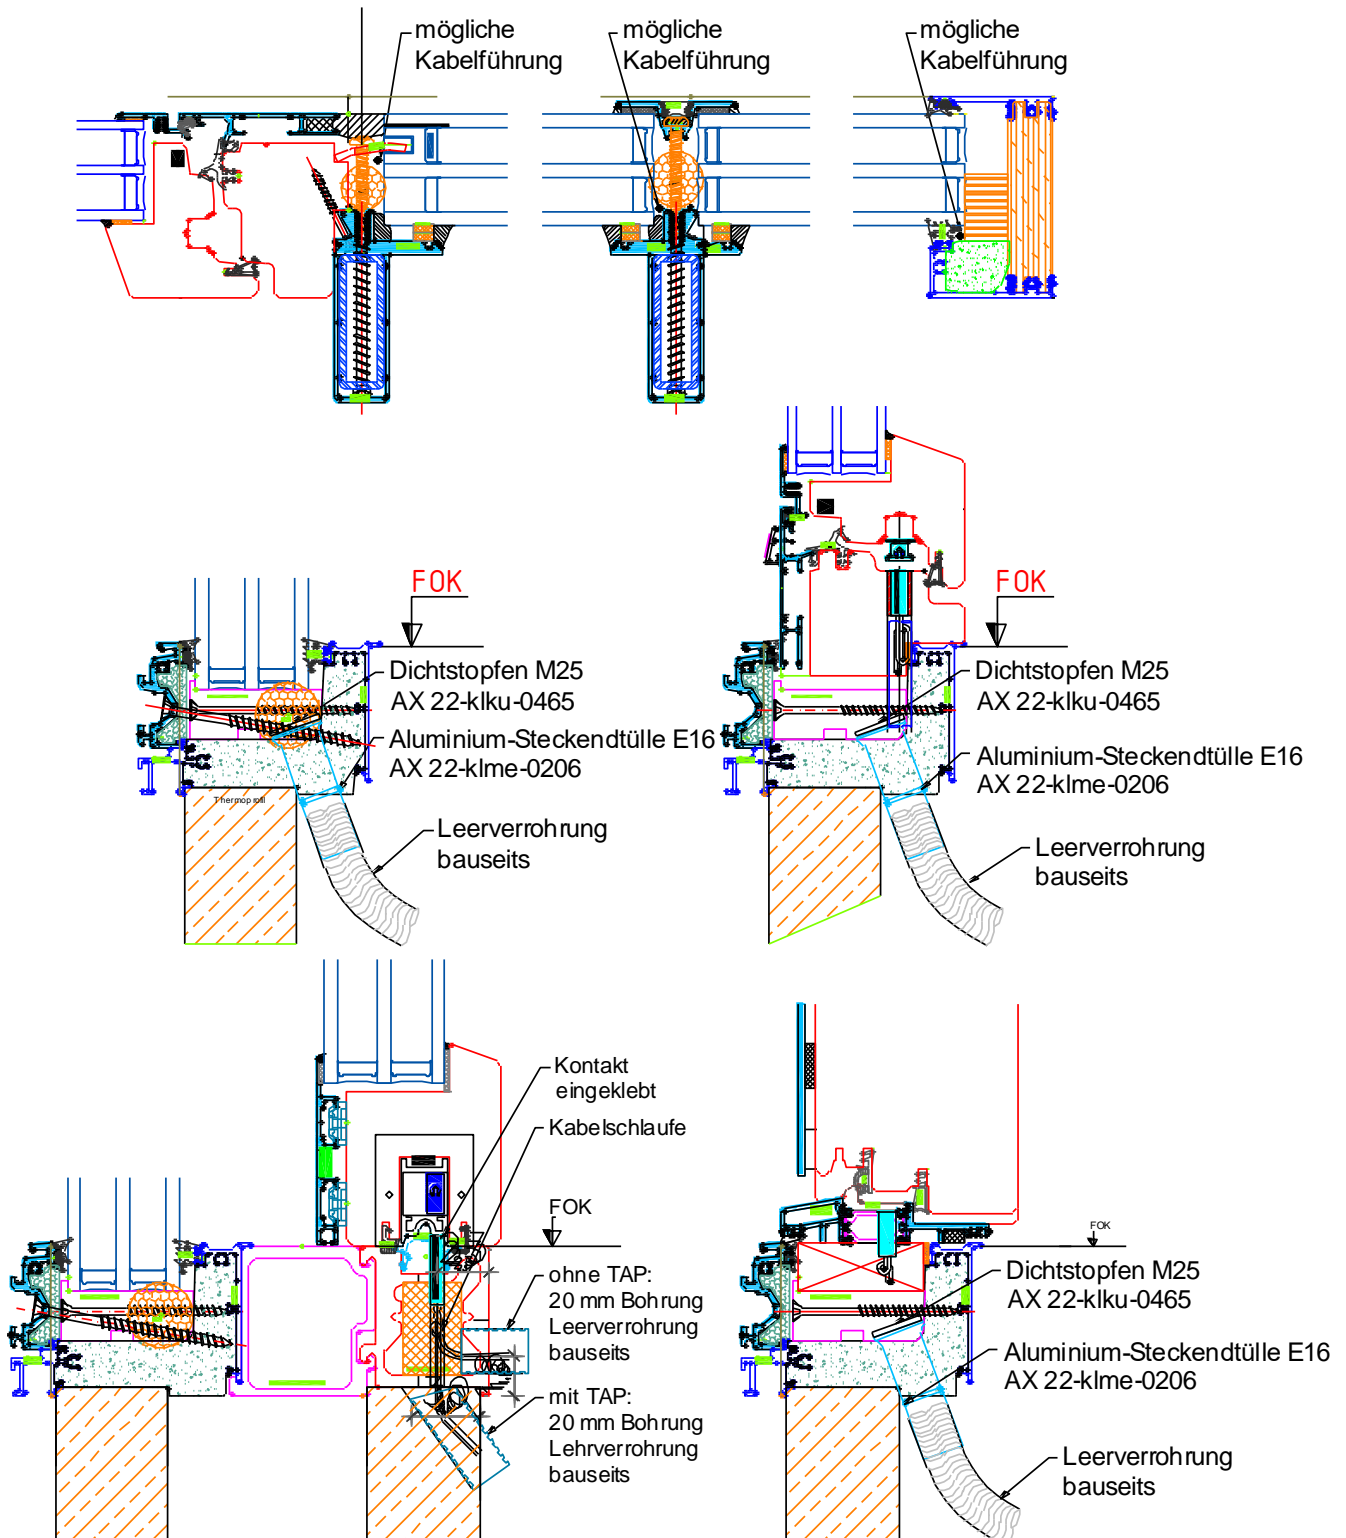 mögliche
Kabelführung
mögliche
Kabelführung
mögliche
Kabelführung
FOK
Dichtstopfen M25
AX 22-klku-0465
Aluminium-Steckendtülle E16
AX 22-klme-0206
Thermoprofil
Leerverrohrung
bauseits
FOK
Dichtstopfen M25
AX 22-klku-0465
Aluminium-Steckendtülle E16
AX 22-klme-0206
Leerverrohrung
bauseits
Kontakt
eingeklebt
Kabelschlaufe
FOK
ohne TAP:
20 mm Bohrung
Leerverrohrung
bauseits
mit TAP:
20 mm Bohrung
Lehrverrohrung
bauseits
FOK
Dichtstopfen M25
AX 22-klku-0465
Aluminium-Steckendtülle E16
AX 22-klme-0206
Leerverrohrung
bauseits